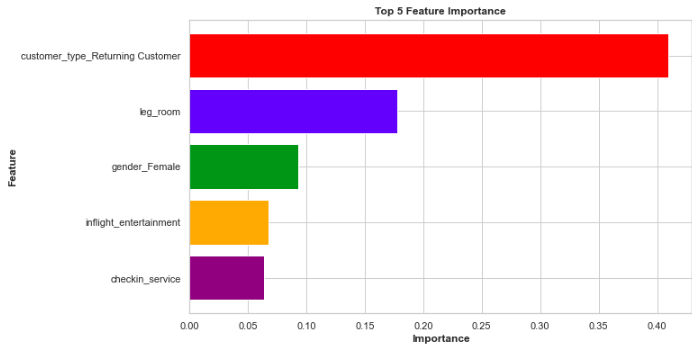 Top 5 Feature Importance
customer_type_Returning Customer
leg_room
gender_Female
inflight_entertainment
checkin_service
Feature
0.00 0.05 0.10 0.15 0.20 0.25 0.30 0.35 0.40
Importance